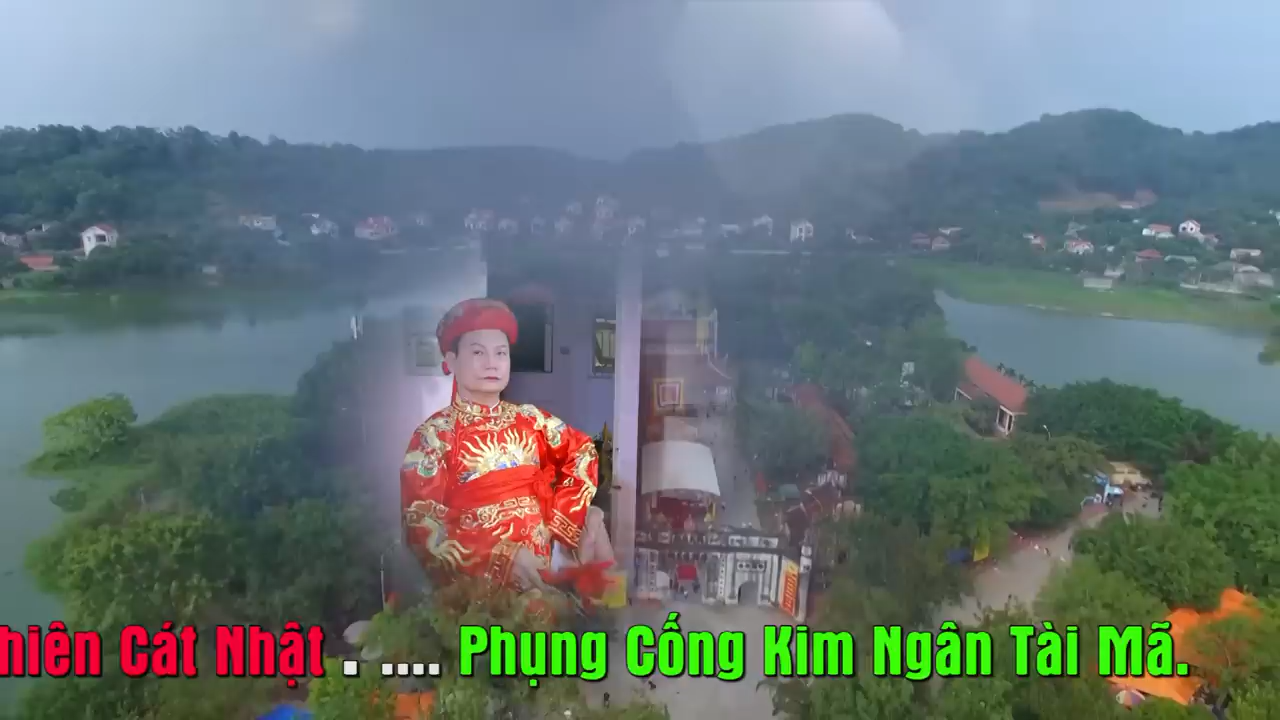 hiên Cát Nhật . .... Phụng Cống Kim Ngân Tài Mã.